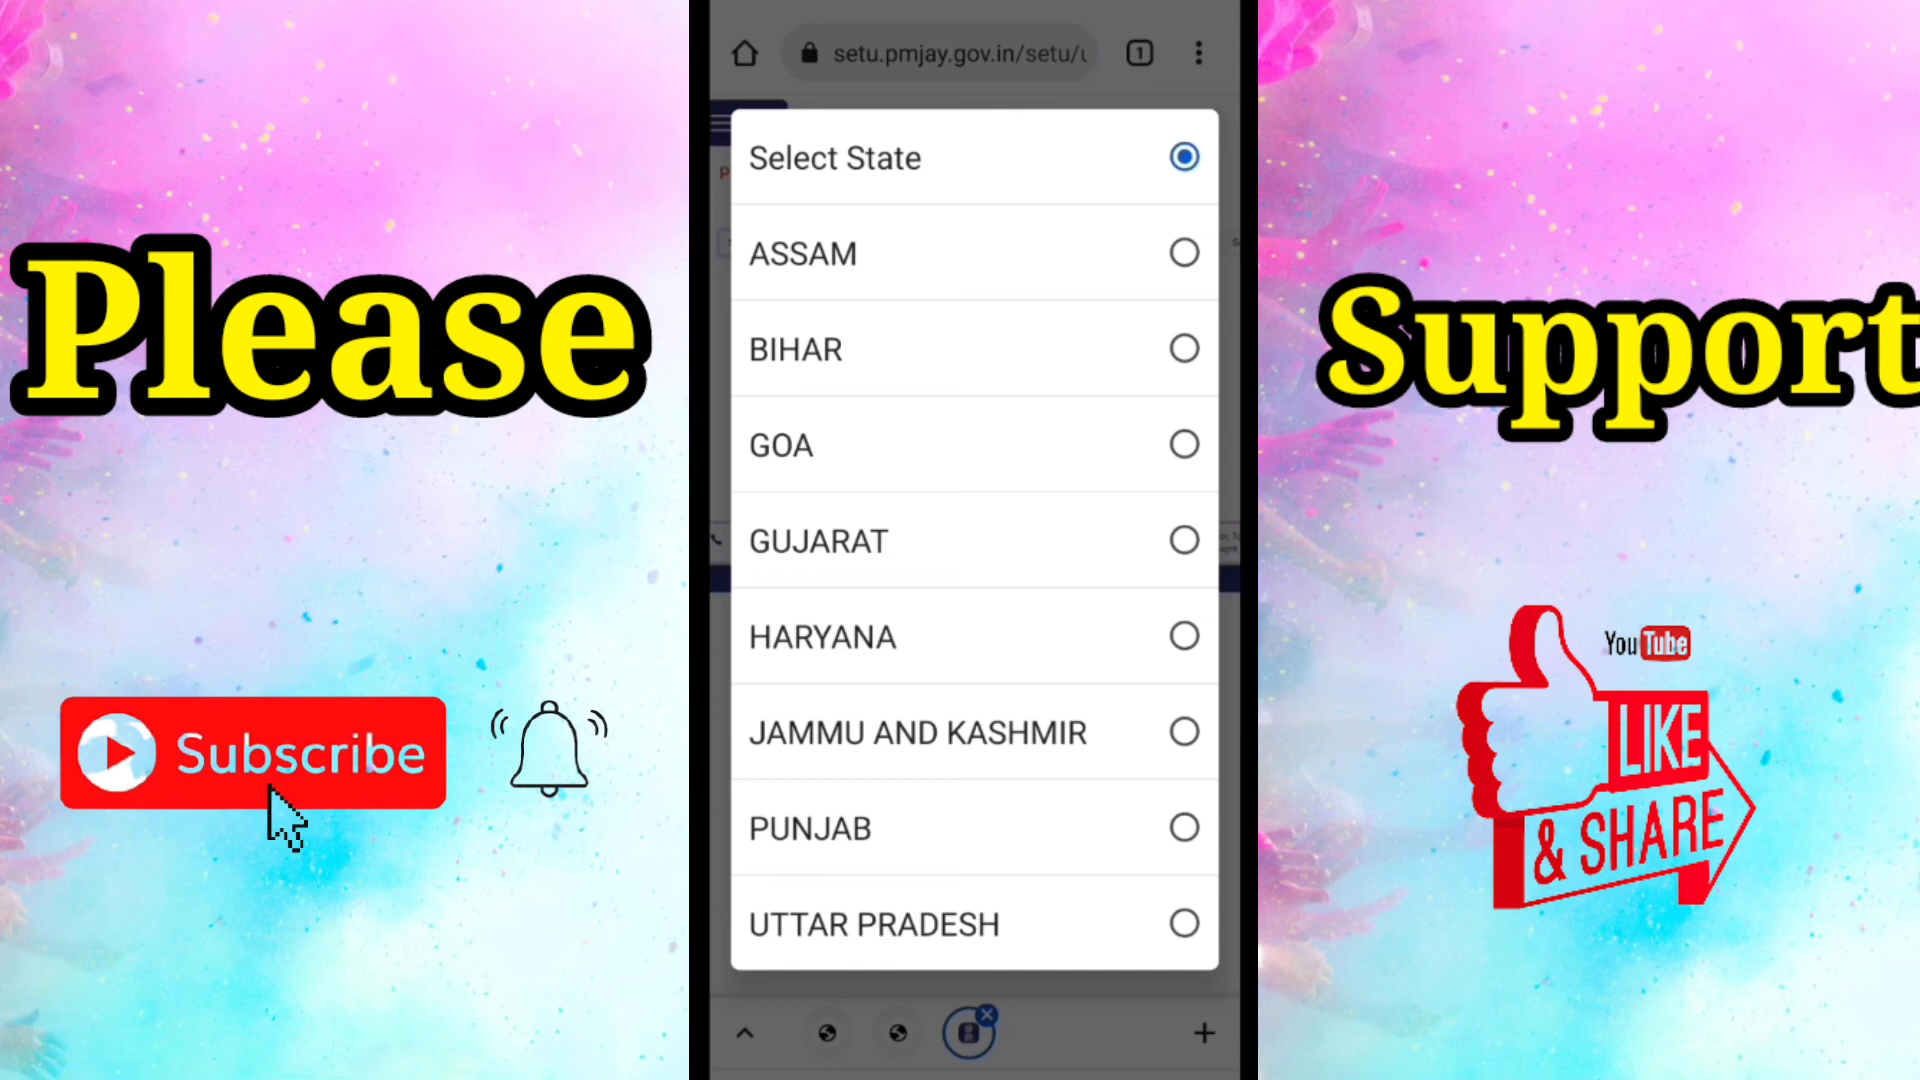 Please
Subscribe
setu.pmjay.gov.in/setu/u
1
Select State
ASSAM
BIHAR
GOA
GUJARAT
HARYANA
JAMMU AND KASHMIR
PUNJAB
UTTAR PRADESH
Support
YouTube
LIKE
& SHARE